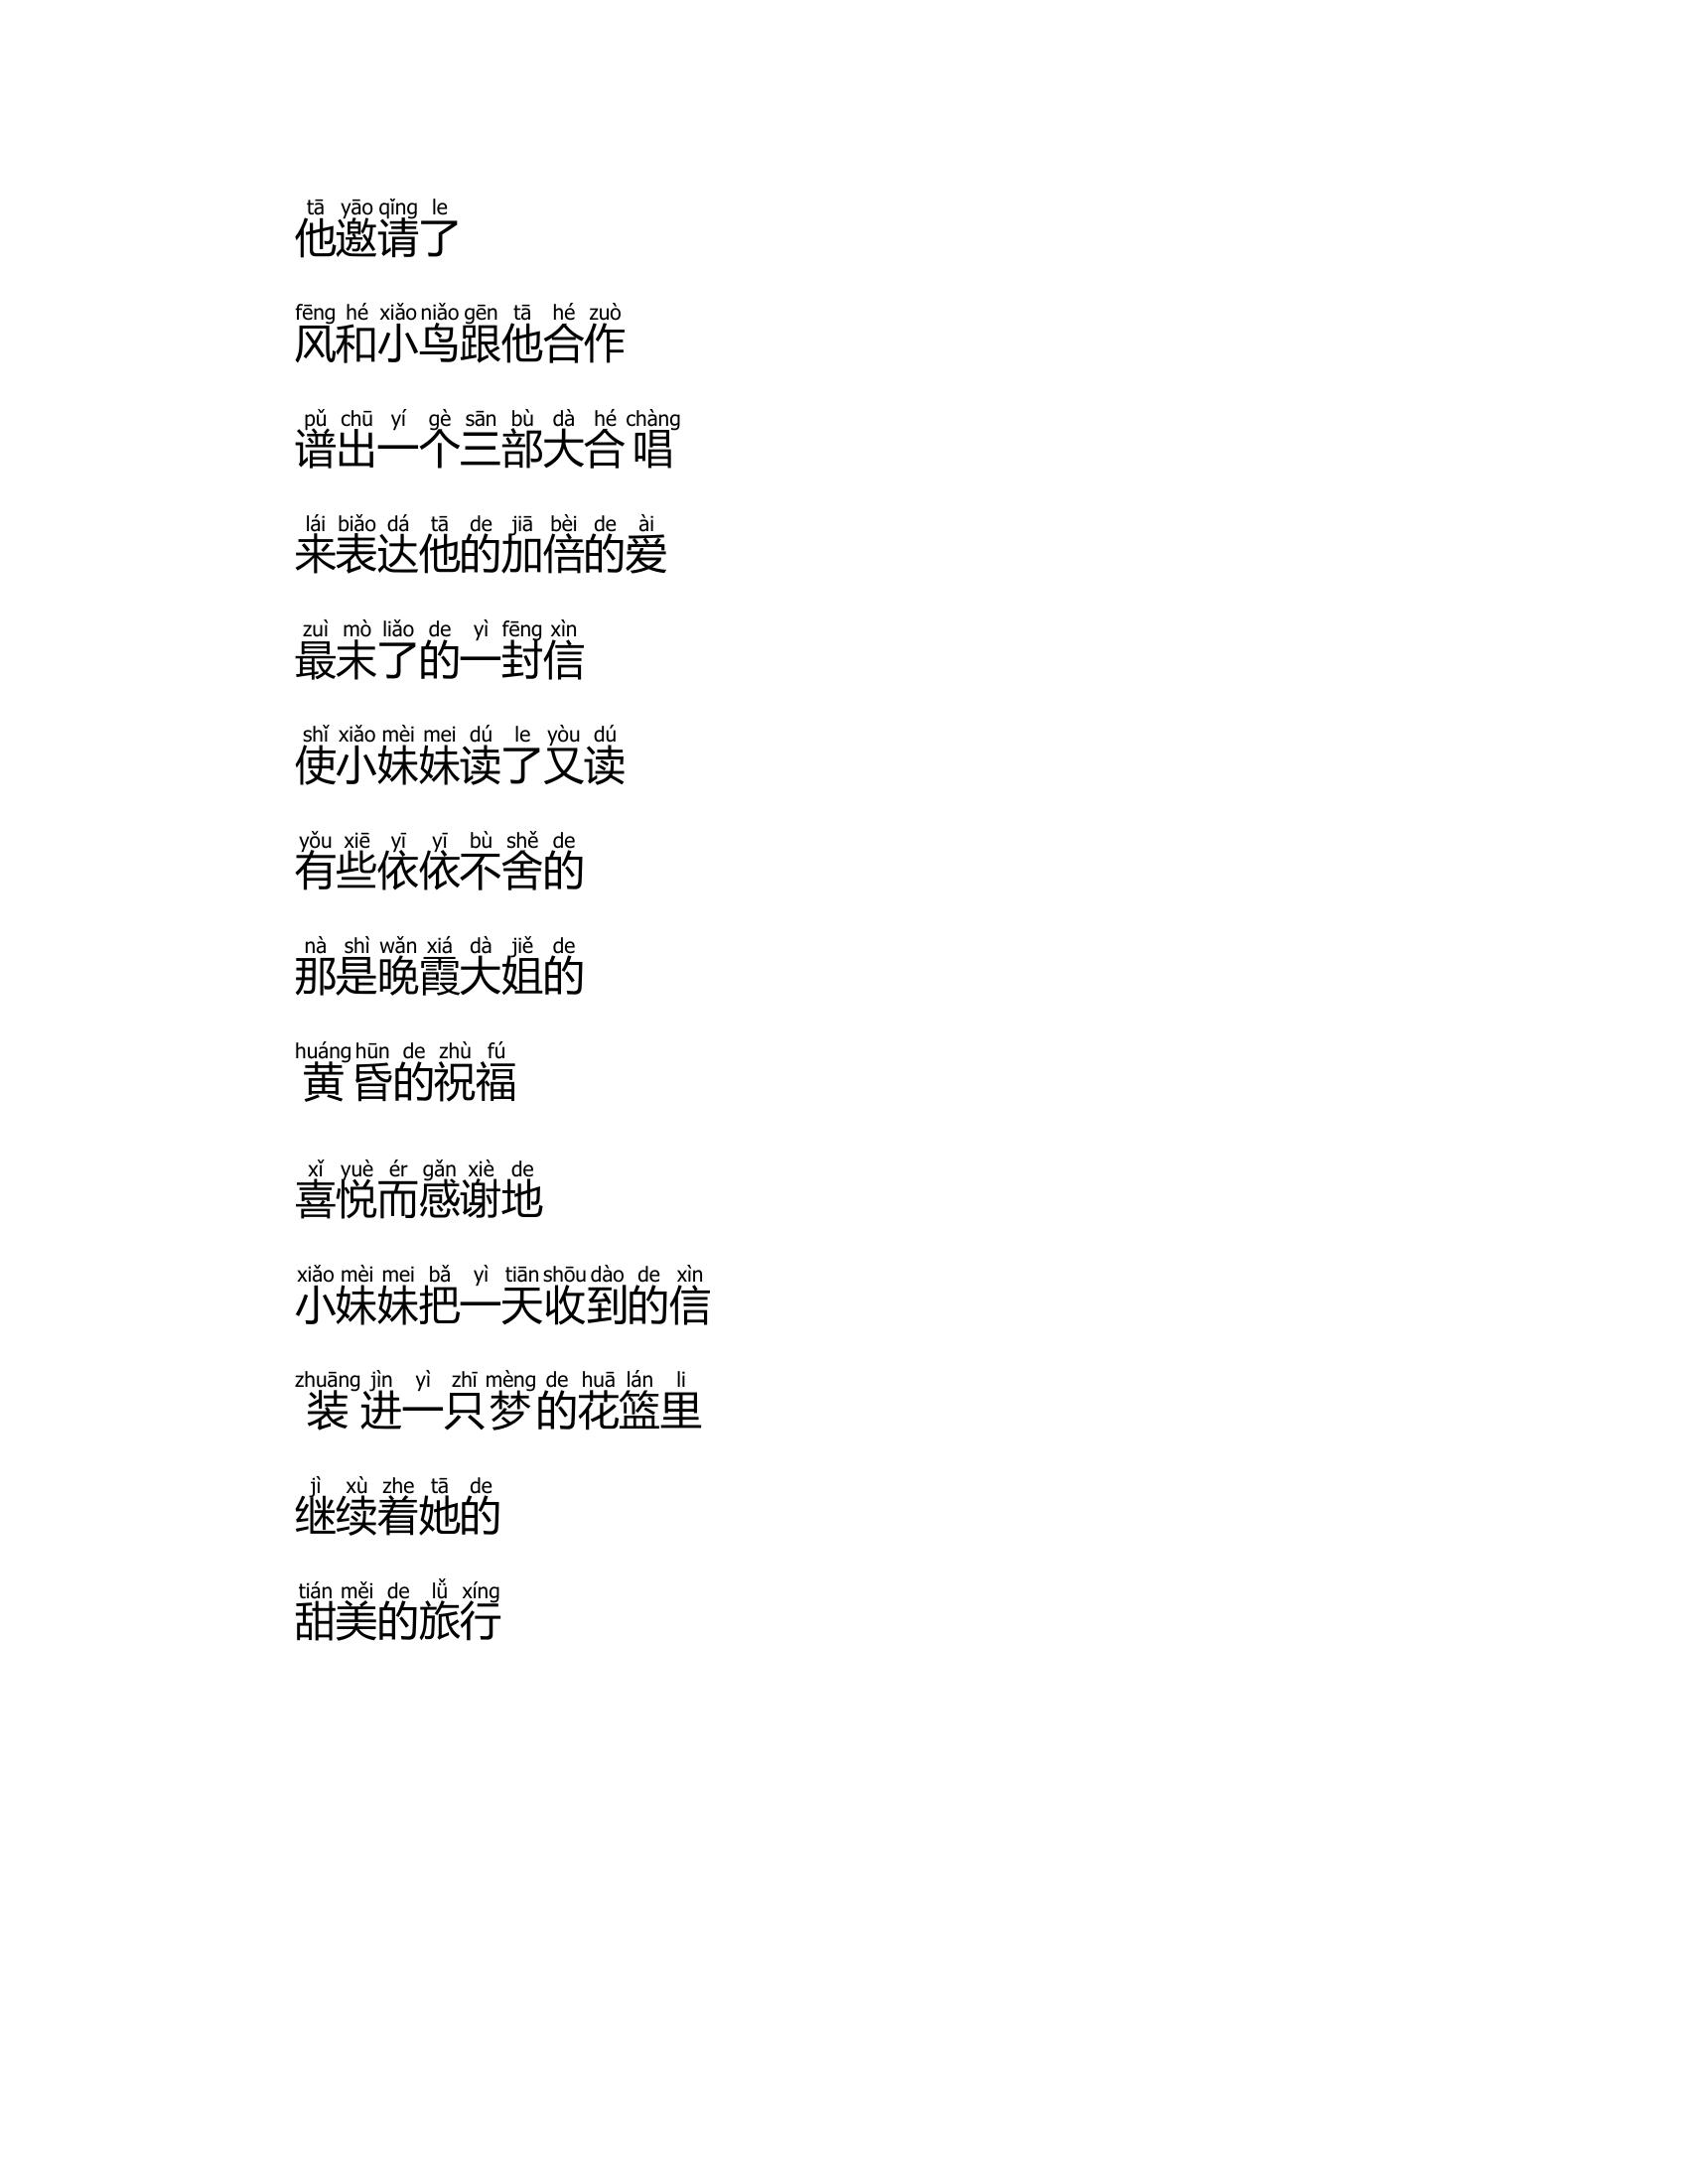 tā yāo qǐng le
他邀请了
fēng hé xiǎo niǎo gēn tā hé zuò
风和小鸟跟他合作
pǔ chū yí gè sān bù dà hé chàng
谱出一个三部大合唱
lái biǎo dá tā de jiā bèi de ài
来表达他的加倍的爱
zuì mò liǎo de yì fēng xìn
最末了的一封信
shǐ xiǎo mèi mei dú le yòu dú
使小妹妹读了又读
yǒu xiē yī yī bù shě de
有些依依不舍的
nà shì wǎn xiá dà jiě de
那是晚霞大姐的
huáng hūn de zhù fú
黄昏的祝福
xǐ yuè ér gǎn xiè de
喜悦而感谢地
xiǎo mèi mei bǎ yì tiān shōu dào de xìn
小妹妹把一天收到的信
zhuāng jìn yì zhī mèng de huā lán li
装进一只梦的花篮里
jì xù zhe tā de
继续着她的
tián měi de lǚ xíng
甜美的旅行